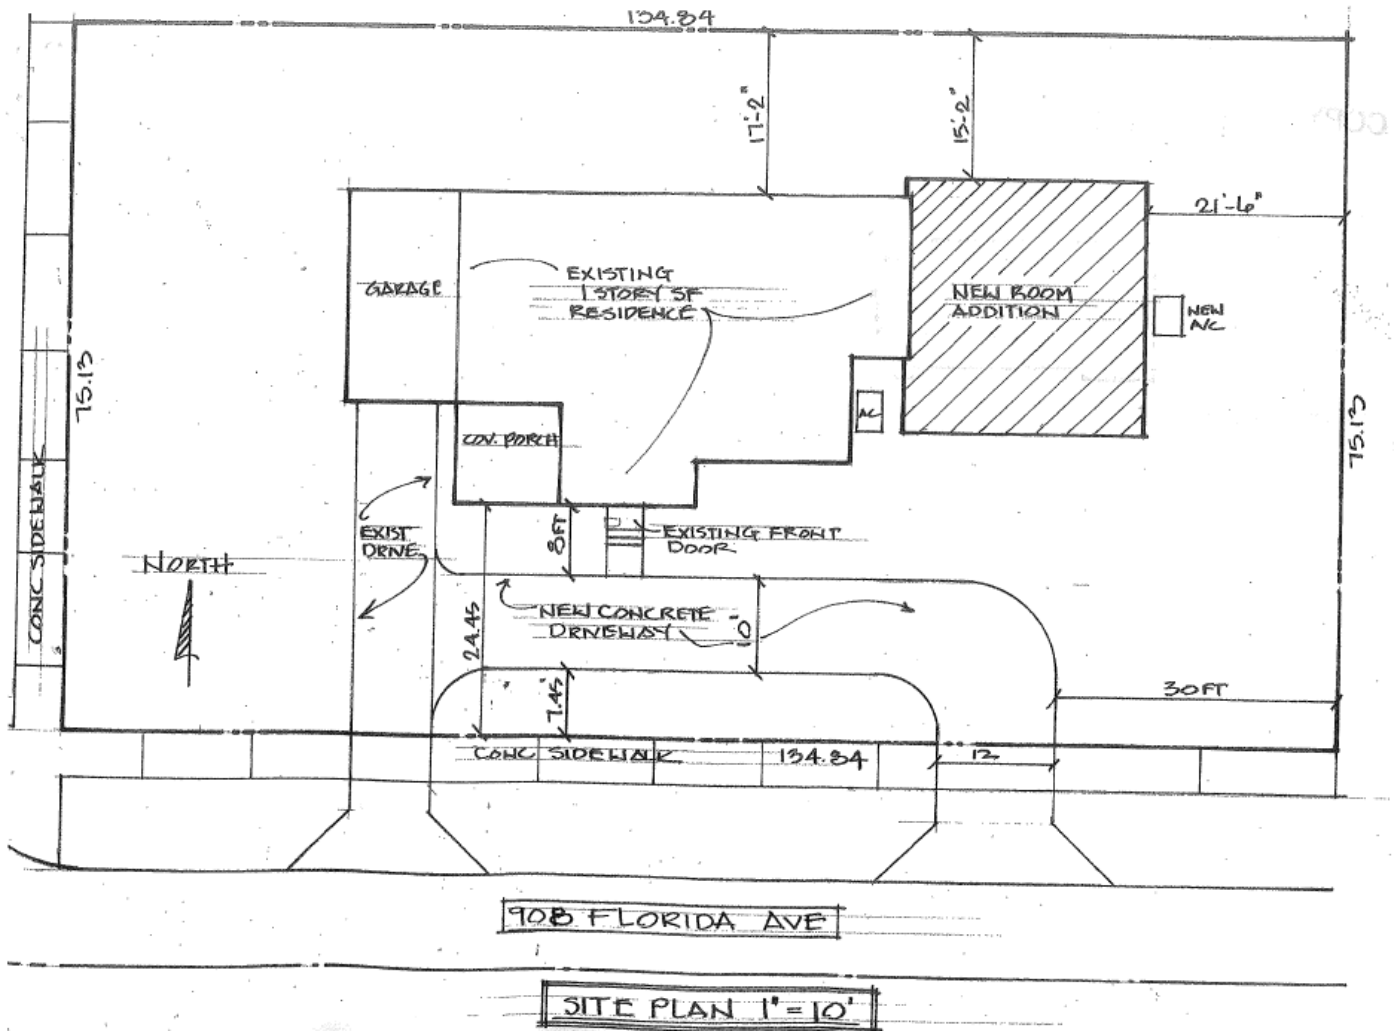 134.84
17'-2"
15'-2"
21'-6"
GARAGE
EXISTING
1 STORY SF
RESIDENCE
NEW ROOM
ADDITION
NEW
A/C
75.13
75.13
AC
COV. PORCH
CONC SIDEWALK
EXIST
DRIVE
8FT
EXISTING FRONT
DOOR
NORTH
24.45
NEW CONCRETE
DRIVEWAY
10'
7.45'
30FT
CONC SIDEWALK
134.84
12
908 FLORIDA AVE
SITE PLAN 1" = 10'